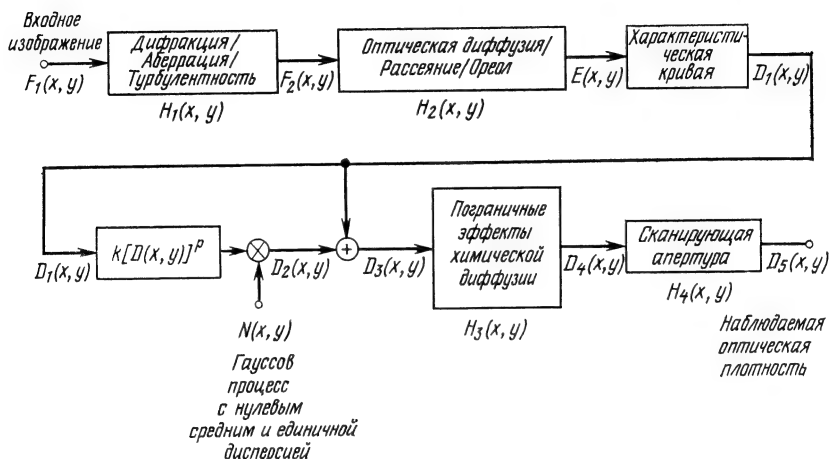 Входное
изображение
F₁(x, y)
Дифракция/
Аберрация/
Турбулентность
H₁(x, y)
F₂(x, y)
Оптическая диффузия/
Рассеяние/Ореол
H₂(x, y)
E(x, y)
Характеристи-
ческая
кривая
D₁(x, y)
D₁(x, y)
k[D(x, y)]ᵖ
×
D₂(x, y)
+
D₃(x, y)
Пограничные
эффекты
химической
диффузии
H₃(x, y)
D₄(x, y)
Сканирующая
апертура
H₄(x, y)
D₅(x, y)
Наблюдаемая
оптическая
плотность
N(x, y)
Гауссов
процесс
с нулевым
средним и единичной
дисперсией